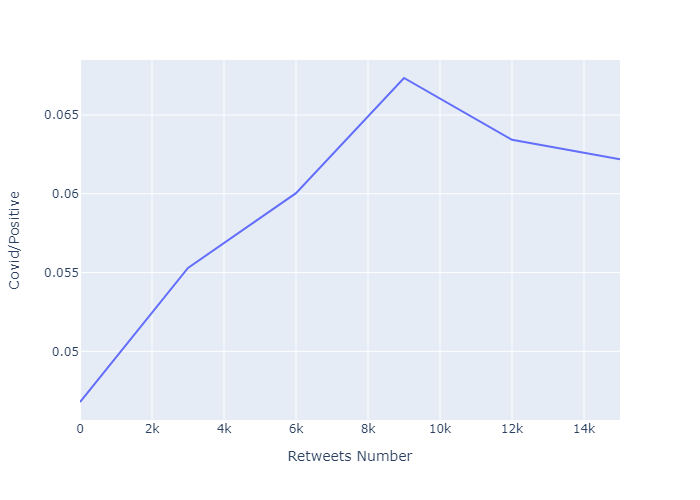 0.065
0.06
0.055
0.05
Covid/Positive
0
2k
4k
6k
8k
10k
12k
14k
Retweets Number